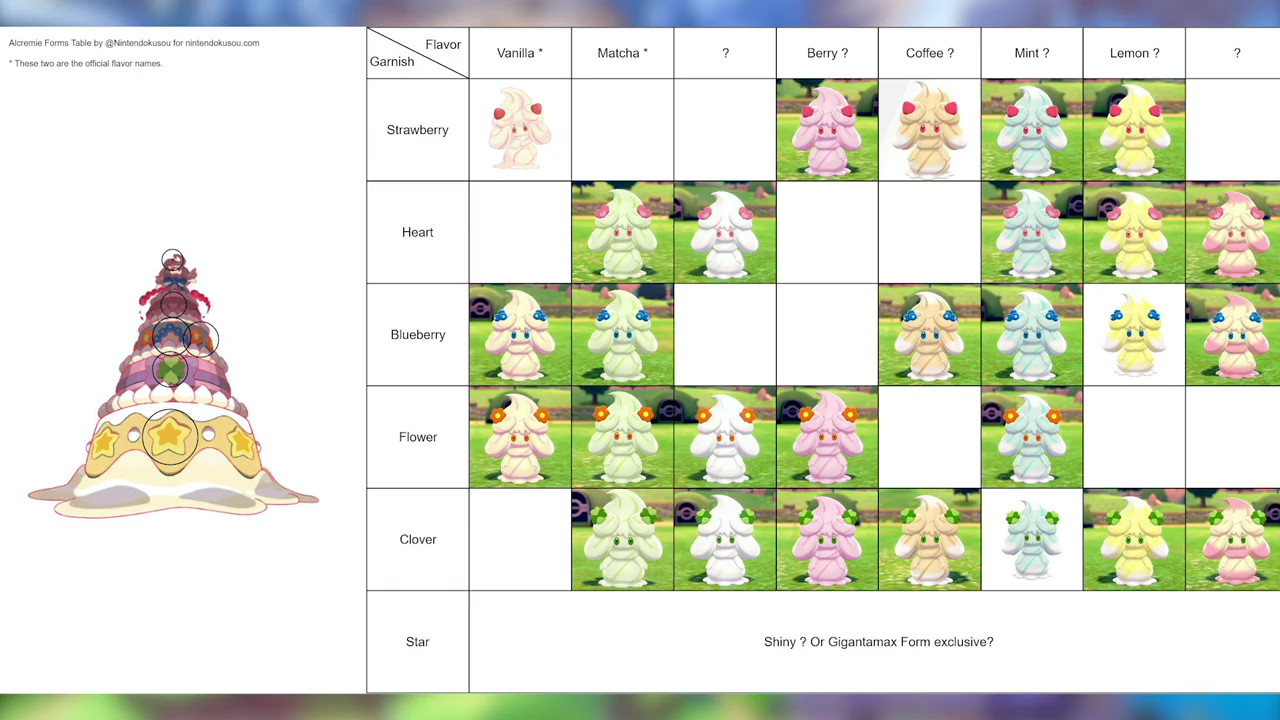 Alcremie Forms Table by @Nintendokusou for nintendokusou.com
* These two are the official flavor names.
Flavor
Garnish
Vanilla *
Matcha *
?
Berry ?
Coffee ?
Mint ?
Lemon ?
?
Strawberry
Heart
Blueberry
Flower
Clover
Star
Shiny ? Or Gigantamax Form exclusive?